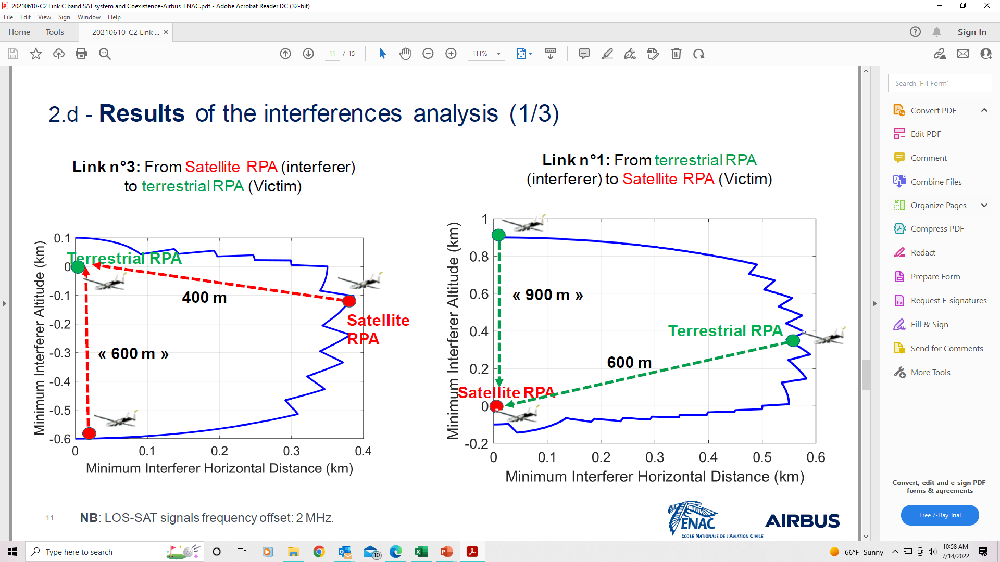 20210610-C2 Link C band SAT system and Coexistence-Airbus_ENAC.pdf - Adobe Acrobat Reader DC (32-bit)
File Edit View Sign Window Help
Home Tools 20210610-C2 Link ... ×
? Sign In
11 / 15 111%
Search 'Fill Form'
Convert PDF
Edit PDF
Comment
Combine Files
Organize Pages
Compress PDF
Redact
Prepare Form
Request E-signatures
Fill & Sign
Send for Comments
More Tools
Convert, edit and e-sign PDF
forms & agreements
Free 7-Day Trial
2.d - Results of the interferences analysis (1/3)
Link n°3: From Satellite RPA (interferer)
to terrestrial RPA (Victim)
Minimum Interferer Altitude (km)
0.1
0
-0.1
-0.2
-0.3
-0.4
-0.5
-0.6
Terrestrial RPA
400 m
Satellite
RPA
« 600 m »
0 0.1 0.2 0.3 0.4
Minimum Interferer Horizontal Distance (km)
Link n°1: From terrestrial RPA
(interferer) to Satellite RPA (Victim)
Minimum Interferer Altitude (km)
1
0.8
0.6
0.4
0.2
0
-0.2
« 900 m »
Terrestrial RPA
600 m
Satellite RPA
0 0.1 0.2 0.3 0.4 0.5 0.6
Minimum Interferer Horizontal Distance (km)
11 NB: LOS-SAT signals frequency offset: 2 MHz.
ENAC
ECOLE NATIONALE DE L'AVIATION CIVILE
AIRBUS
Type here to search
10
66°F Sunny
10:58 AM
7/14/2022